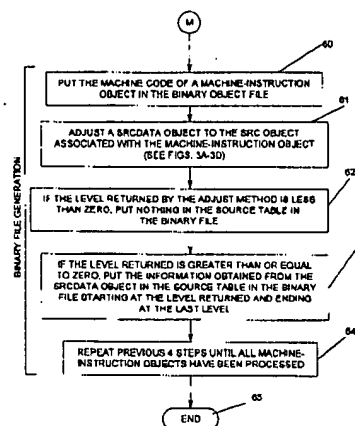 M
60
PUT THE MACHINE CODE OF A MACHINE-INSTRUCTION
OBJECT IN THE BINARY OBJECT FILE
61
ADJUST A SRCDATA OBJECT TO THE SRC OBJECT
ASSOCIATED WITH THE MACHINE-INSTRUCTION OBJECT
(SEE FIGS. 3A-3D)
62
IF THE LEVEL RETURNED BY THE ADJUST METHOD IS LESS
THAN ZERO, PUT NOTHING IN THE SOURCE TABLE IN
THE BINARY FILE
IF THE LEVEL RETURNED IS GREATER THAN OR EQUAL
TO ZERO, PUT THE INFORMATION OBTAINED FROM THE
SRCDATA OBJECT IN THE SOURCE TABLE IN THE BINARY
FILE STARTING AT THE LEVEL RETURNED AND ENDING
AT THE LAST LEVEL
64
REPEAT PREVIOUS 4 STEPS UNTIL ALL MACHINE-
INSTRUCTION OBJECTS HAVE BEEN PROCESSED
65
END
BINARY FILE GENERATION